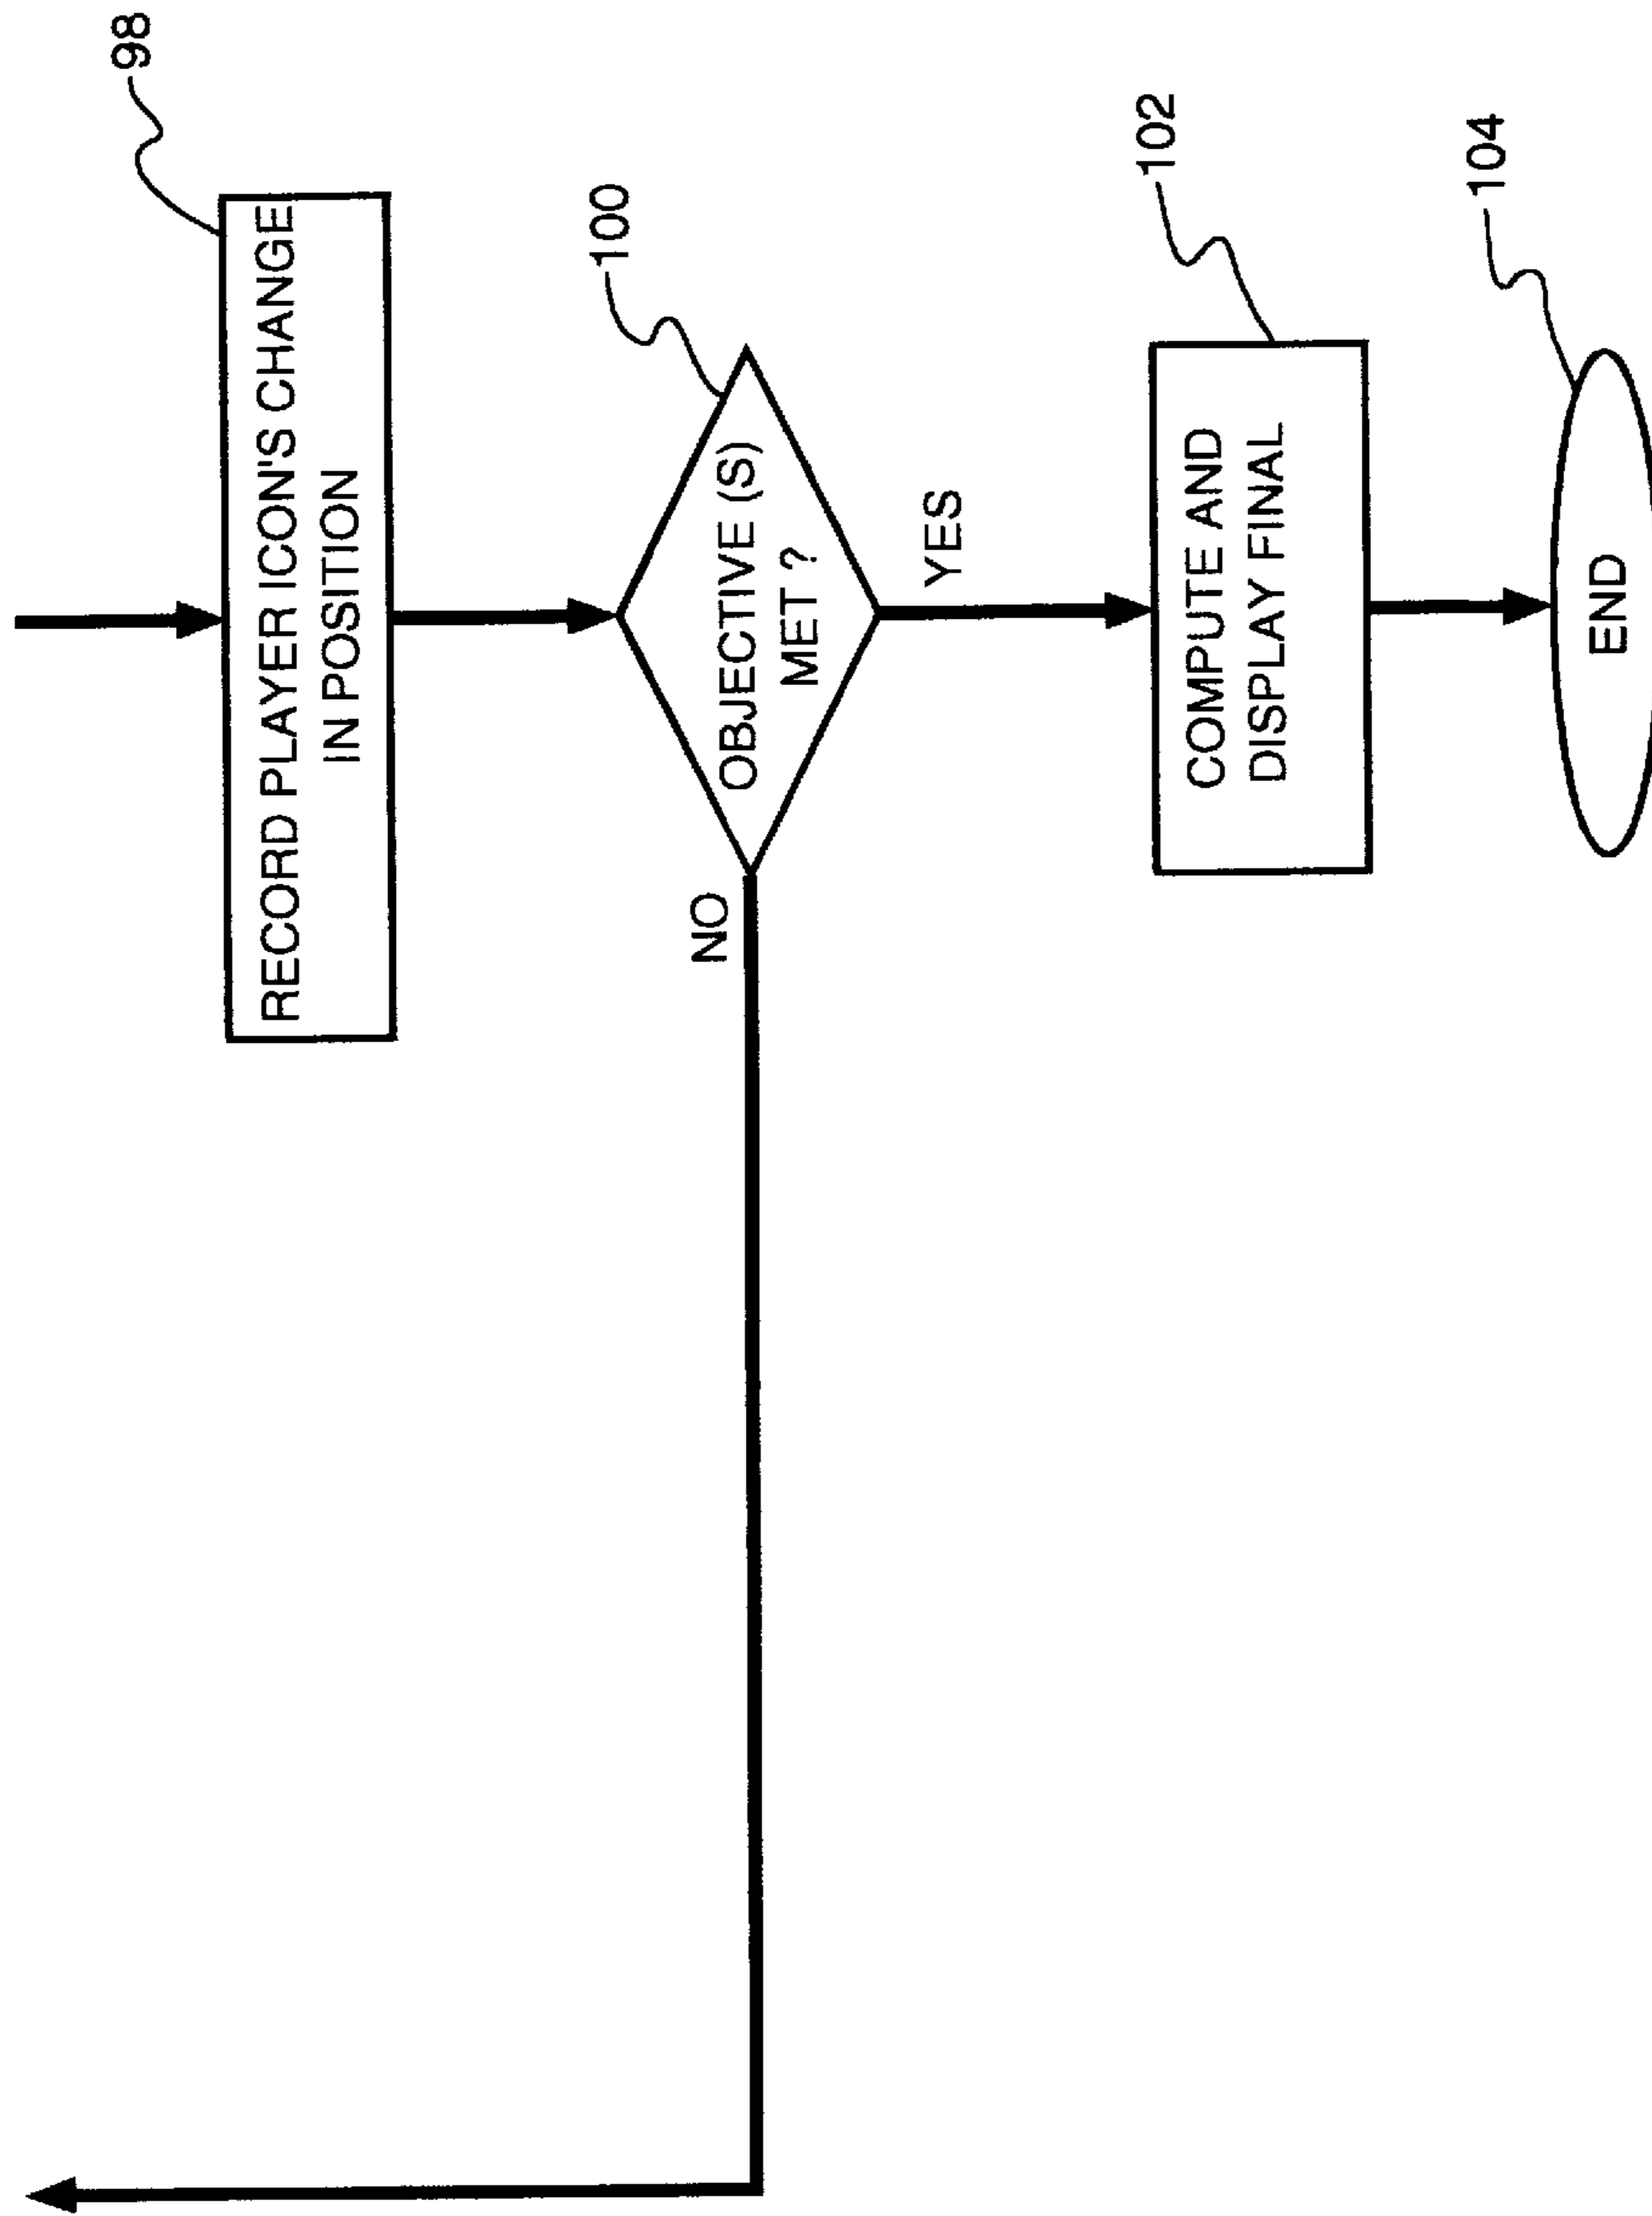 98
RECORD PLAYER ICON'S CHANGE
IN POSITION
100
OBJECTIVE (S)
MET ?
NO
YES
102
COMPUTE AND
DISPLAY FINAL
104
END